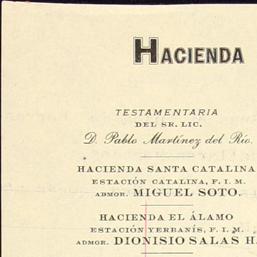 HACIENDA
TESTAMENTARIA
DEL SR. LIC.
D. Pablo Martínez del Río.
HACIENDA SANTA CATALINA
ESTACIÓN CATALINA, F. I. M.
ADMOR. MIGUEL SOTO.
HACIENDA EL ÁLAMO
ESTACIÓN YERBANÍS, F. I. M.
ADMOR. DIONISIO SALAS H